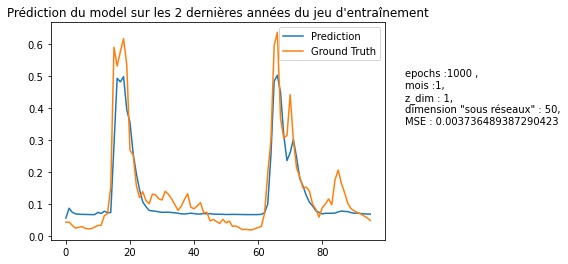 Prédiction du model sur les 2 dernières années du jeu d'entraînement
Prediction
Ground Truth
epochs :1000 ,
mois :1,
z_dim : 1,
dimension "sous réseaux" : 50,
MSE : 0.003736489387290423
0.6
0.5
0.4
0.3
0.2
0.1
0.0
0 20 40 60 80